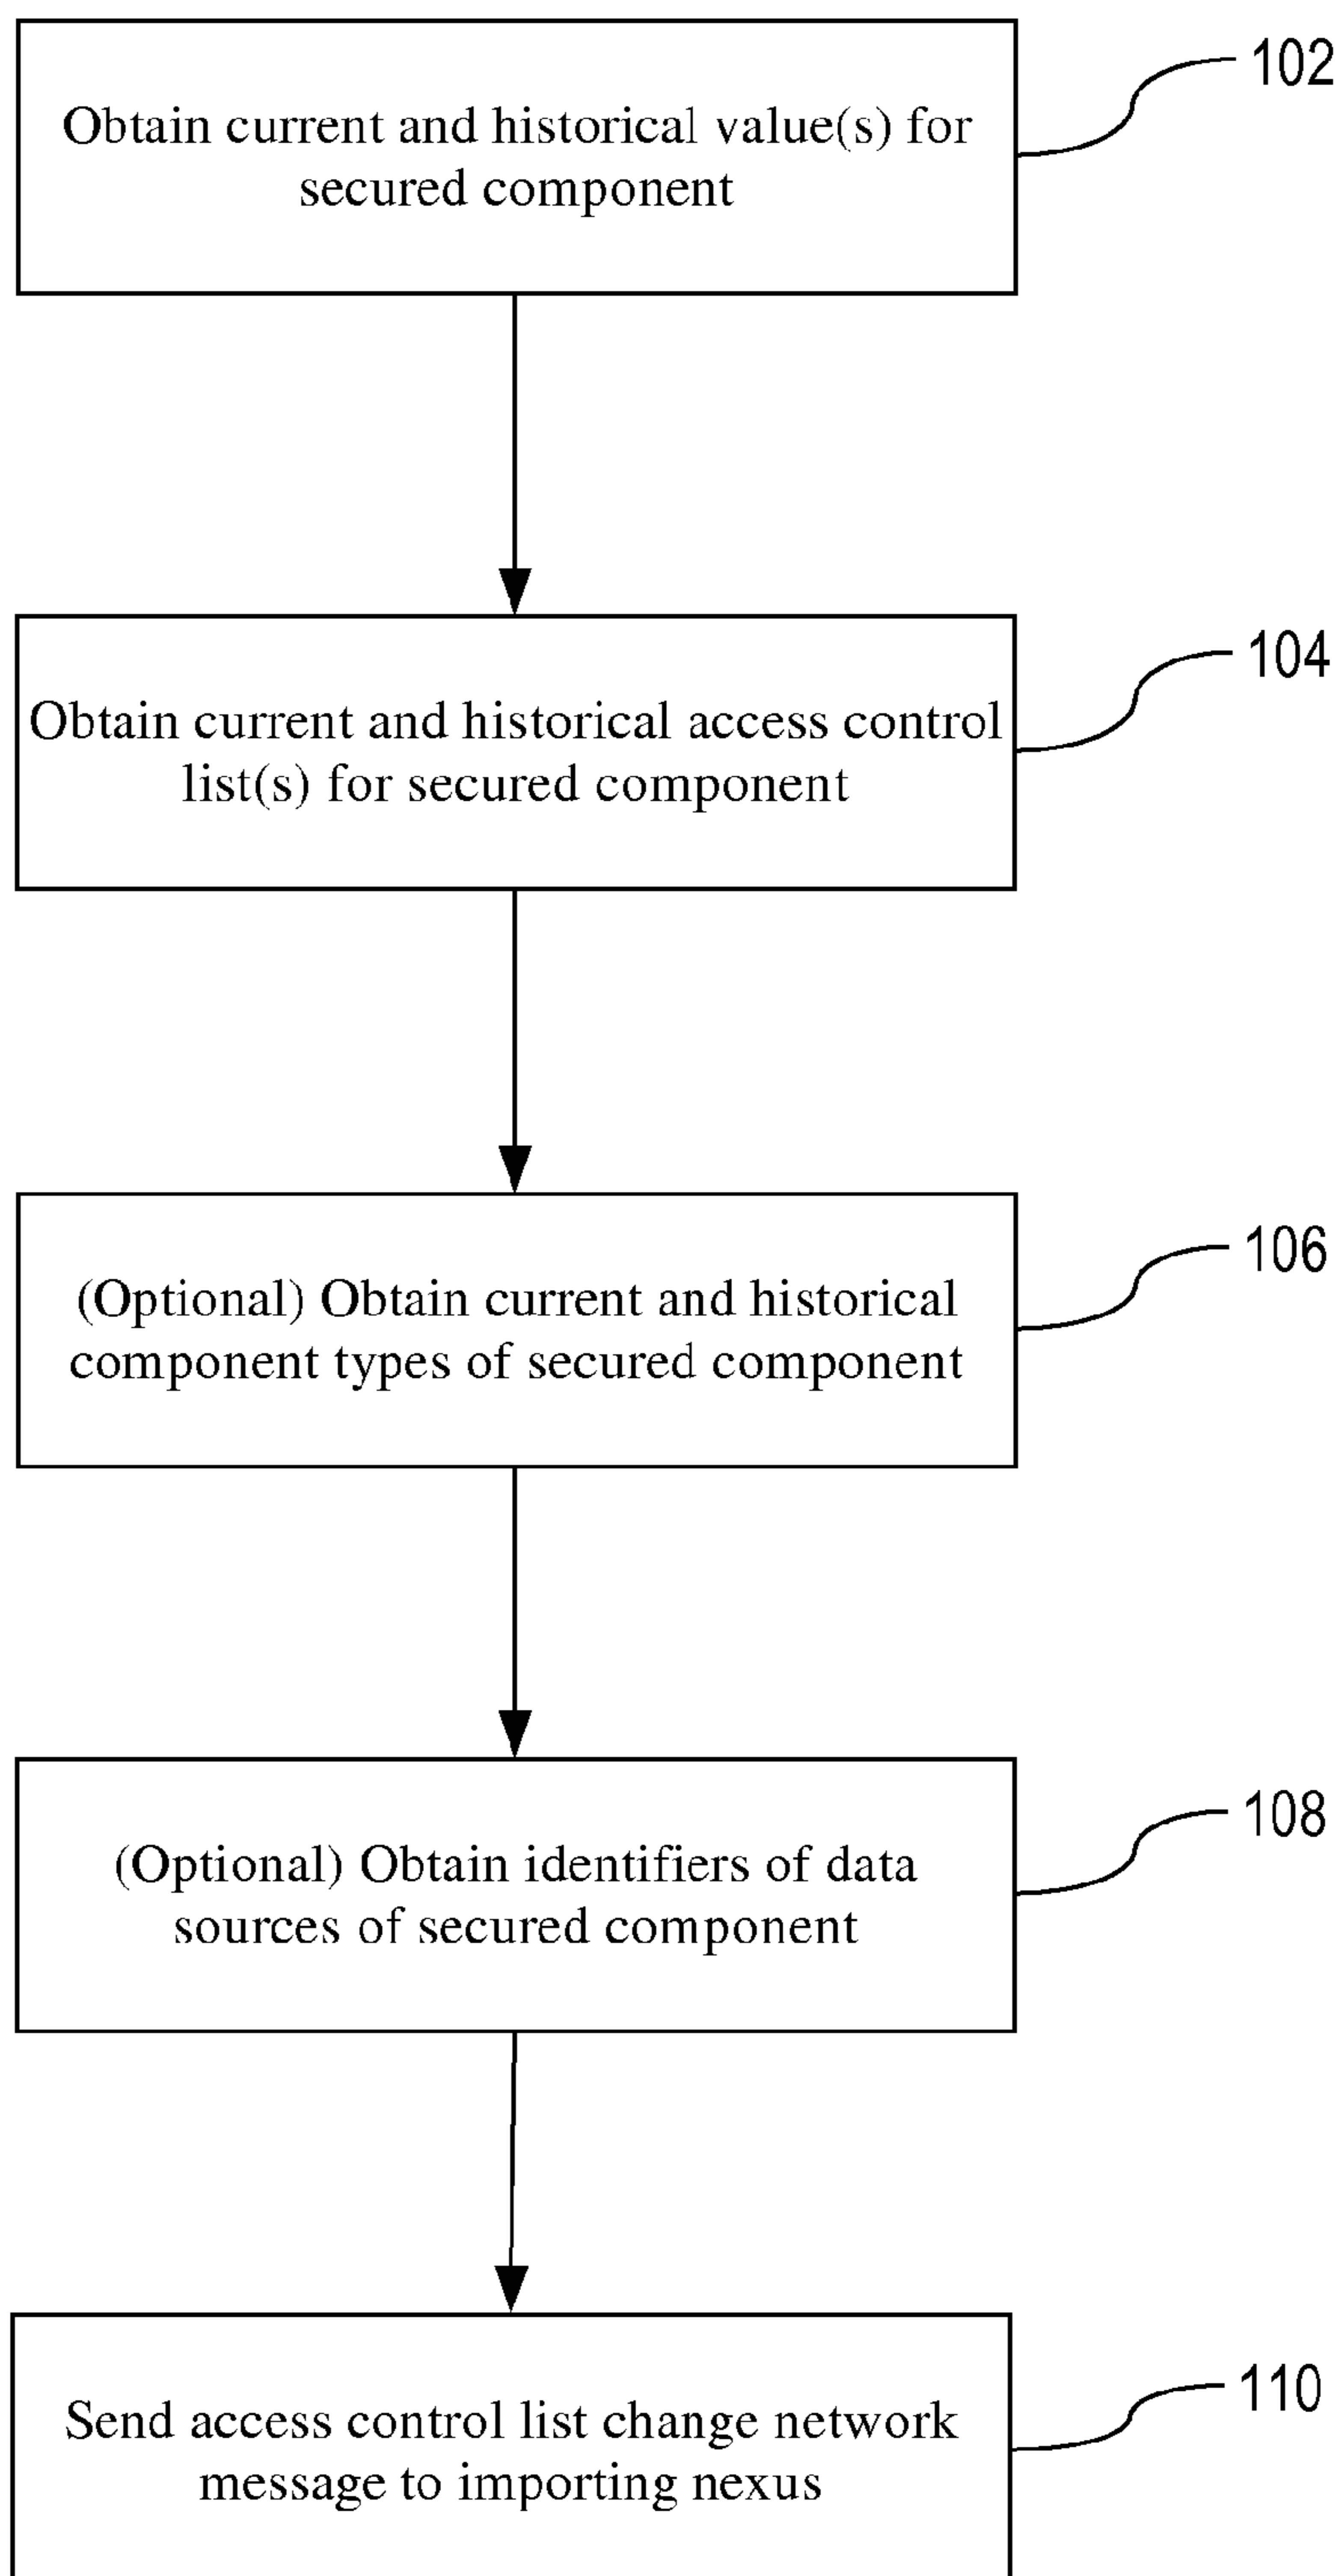 102
Obtain current and historical value(s) for
secured component
104
Obtain current and historical access control
list(s) for secured component
106
(Optional) Obtain current and historical
component types of secured component
108
(Optional) Obtain identifiers of data
sources of secured component
110
Send access control list change network
message to importing nexus